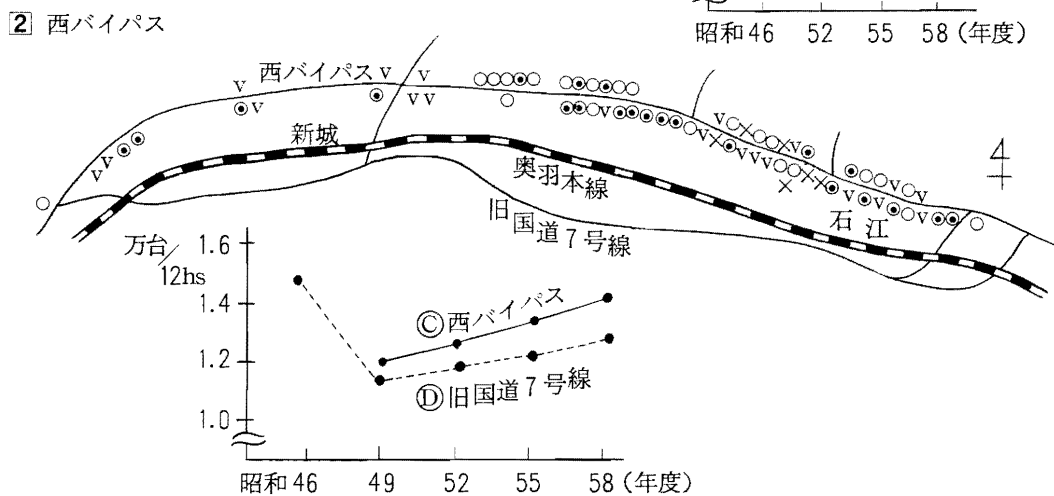 昭和46 52 55 58(年度)
2 西バイパス
西バイパス
新城
奥羽本線
旧国道7号線
石江
万台/12hs
1.6
1.4
1.2
1.0
Ⓒ西バイパス
Ⓓ旧国道7号線
昭和46 49 52 55 58(年度)